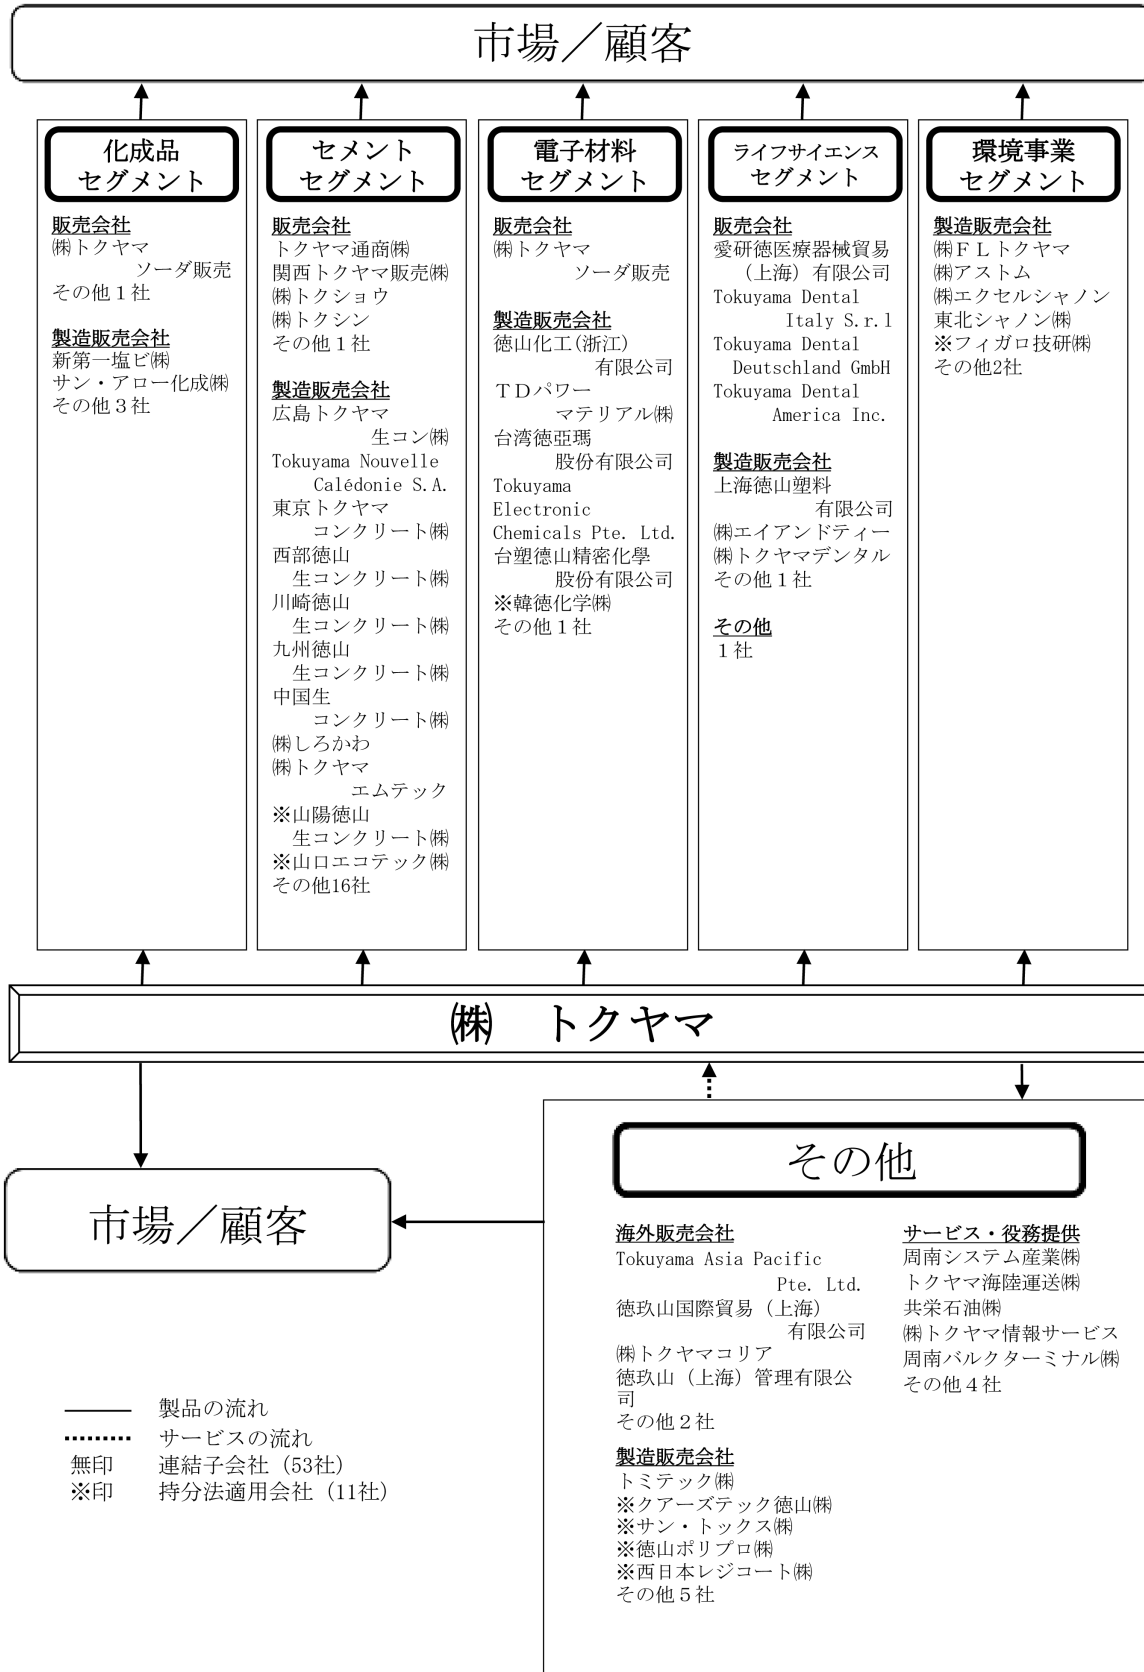 市場／顧客
化成品
セグメント
販売会社
㈱トクヤマ
ソーダ販売
その他１社
製造販売会社
新第一塩ビ㈱
サン・アロー化成㈱
その他３社
セメント
セグメント
販売会社
トクヤマ通商㈱
関西トクヤマ販売㈱
㈱トクショウ
㈱トクシン
その他１社
製造販売会社
広島トクヤマ
生コン㈱
Tokuyama Nouvelle
Calédonie S.A.
東京トクヤマ
コンクリート㈱
西部徳山
生コンクリート㈱
川崎徳山
生コンクリート㈱
九州徳山
生コンクリート㈱
中国生
コンクリート㈱
㈱しろかわ
㈱トクヤマ
エムテック
※山陽徳山
生コンクリート㈱
※山口エコテック㈱
その他16社
電子材料
セグメント
販売会社
㈱トクヤマ
ソーダ販売
製造販売会社
徳山化工(浙江)
有限公司
ＴＤパワー
マテリアル㈱
台湾徳亞瑪
股份有限公司
Tokuyama
Electronic
Chemicals Pte. Ltd.
台塑德山精密化學
股份有限公司
※韓徳化学㈱
その他１社
ライフサイエンス
セグメント
販売会社
愛研徳医療器械貿易
（上海）有限公司
Tokuyama Dental
Italy S.r.l
Tokuyama Dental
Deutschland GmbH
Tokuyama Dental
America Inc.
製造販売会社
上海徳山塑料
有限公司
㈱エイアンドティー
㈱トクヤマデンタル
その他１社
その他
１社
環境事業
セグメント
製造販売会社
㈱ＦＬトクヤマ
㈱アストム
㈱エクセルシャノン
東北シャノン㈱
※フィガロ技研㈱
その他2社
㈱　トクヤマ
市場／顧客
その他
海外販売会社
Tokuyama Asia Pacific
Pte. Ltd.
徳玖山国際貿易（上海）
有限公司
㈱トクヤマコリア
徳玖山（上海）管理有限公
司
その他２社
製造販売会社
トミテック㈱
※クアーズテック徳山㈱
※サン・トックス㈱
※徳山ポリプロ㈱
※西日本レジコート㈱
その他５社
サービス・役務提供
周南システム産業㈱
トクヤマ海陸運送㈱
共栄石油㈱
㈱トクヤマ情報サービス
周南バルクターミナル㈱
その他４社
製品の流れ
サービスの流れ
無印　連結子会社（53社）
※印　持分法適用会社（11社）